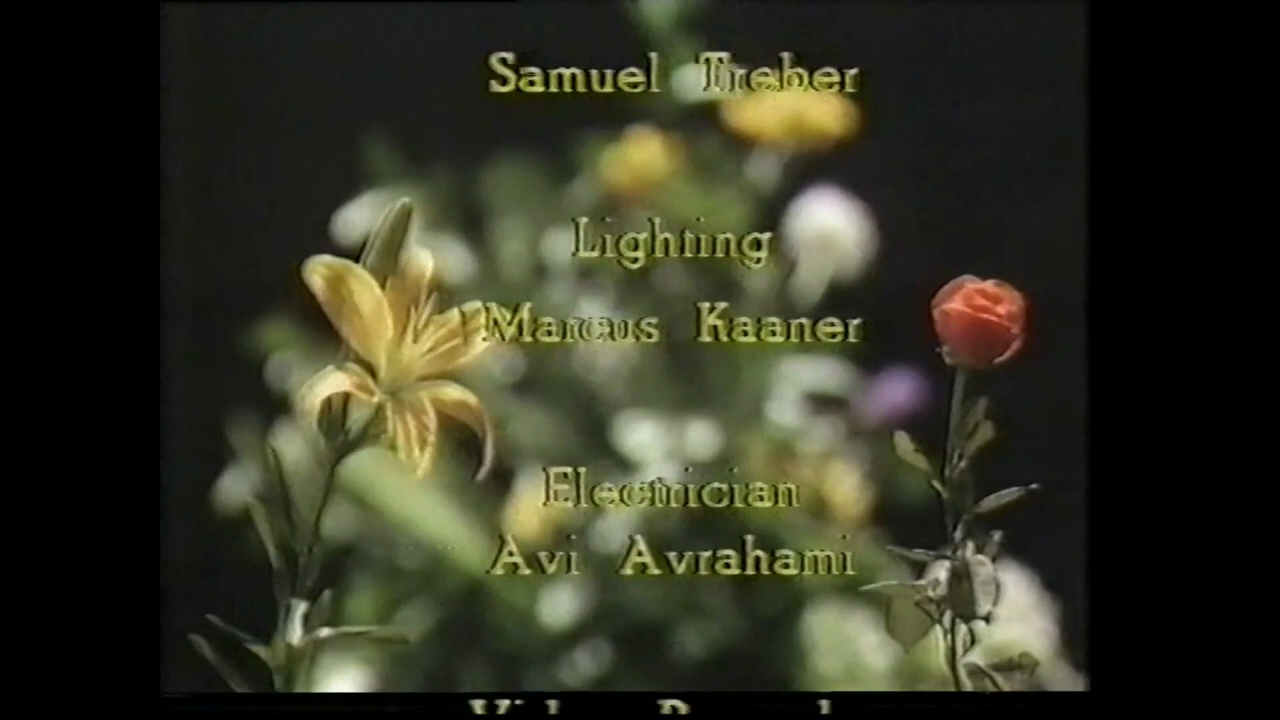 Samuel Treber
Lighting
Marcus Kaaner
Electrician
Avi Avrahami